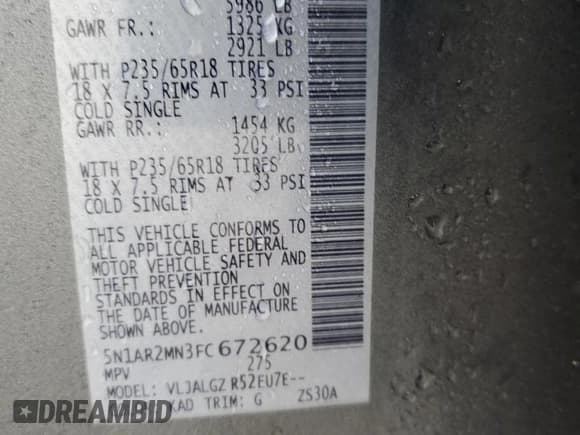 5986 LB
GAWR FR.: 1325 KG
2921 LB
WITH P235/65R18 TIRES
18 X 7.5 RIMS AT 33 PSI
COLD SINGLE
GAWR RR.: 1454 KG
3205 LB
WITH P235/65R18 TIRES
18 X 7.5 RIMS AT 33 PSI
COLD SINGLE
THIS VEHICLE CONFORMS TO
ALL APPLICABLE FEDERAL
MOTOR VEHICLE SAFETY AND
THEFT PREVENTION
STANDARDS IN EFFECT ON
THE DATE OF MANUFACTURE
SHOWN ABOVE.
5N1AR2MN3FC672620
MPV 275
MODEL: VLJALGZ R52EU7E--
KAD TRIM: G ZS30A
DREAMBID